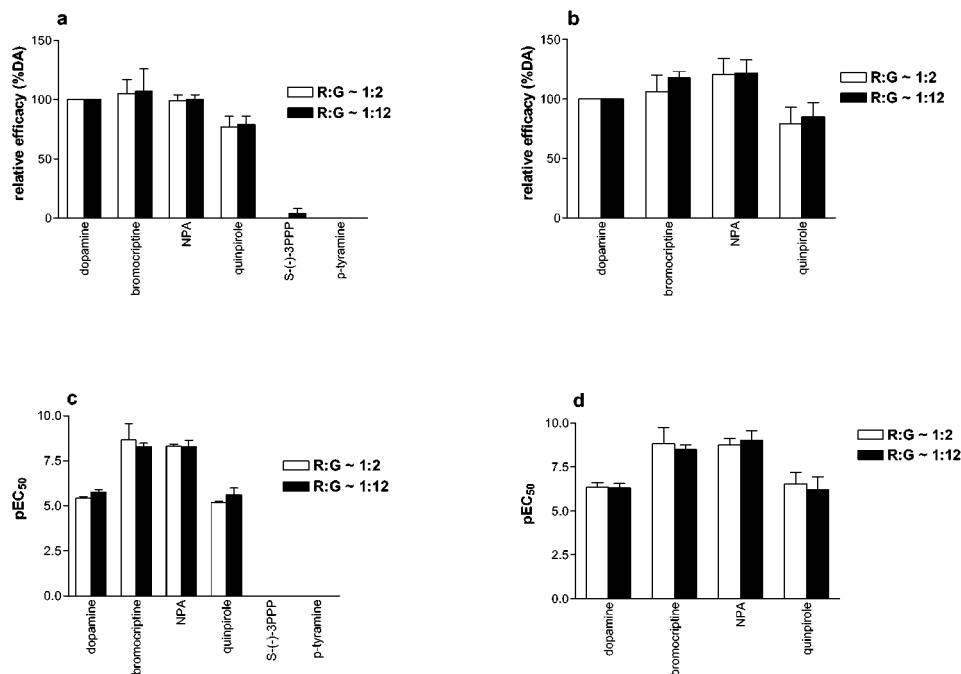 a
relative efficacy (%DA)
150
100
50
0
dopamine
bromocriptine
NPA
quinpirole
S-(-)-3PPP
p-tyramine
R:G ~ 1:2
R:G ~ 1:12
b
relative efficacy (%DA)
150
100
50
0
dopamine
bromocriptine
NPA
quinpirole
R:G ~ 1:2
R:G ~ 1:12
c
pEC50
10.0
7.5
5.0
2.5
0.0
dopamine
bromocriptine
NPA
quinpirole
S-(-)-3PPP
p-tyramine
R:G ~ 1:2
R:G ~ 1:12
d
pEC50
10.0
7.5
5.0
2.5
0.0
dopamine
bromocriptine
NPA
quinpirole
R:G ~ 1:2
R:G ~ 1:12